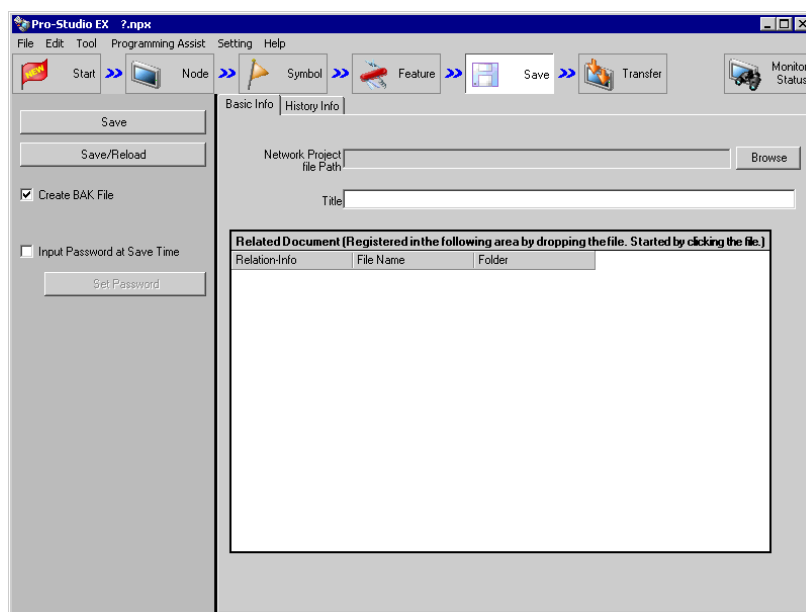 Pro-Studio EX ?.npx
File Edit Tool Programming Assist Setting Help
NEW Start Node Symbol Feature Save Transfer Monitor
Status
Basic Info History Info
Save
Save/Reload
Create BAK File
Input Password at Save Time
Set Password
Network Project
file Path
Browse
Title
Related Document (Registered in the following area by dropping the file. Started by clicking the file.)
Relation-Info File Name Folder